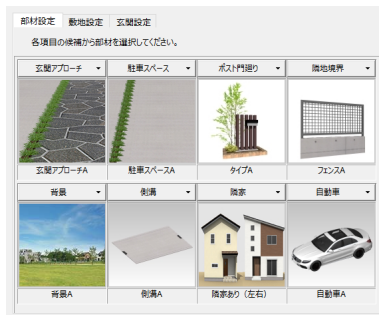 部材設定 敷地設定 玄関設定
各項目の候補から部材を選択してください。
玄関アプローチ 駐車スペース ポスト門廻り 隣地境界
玄関アプローチA 駐車スペースA タイプA フェンスA
背景 側溝 隣家 自動車
背景A 側溝A 隣家あり（左右） 自動車A